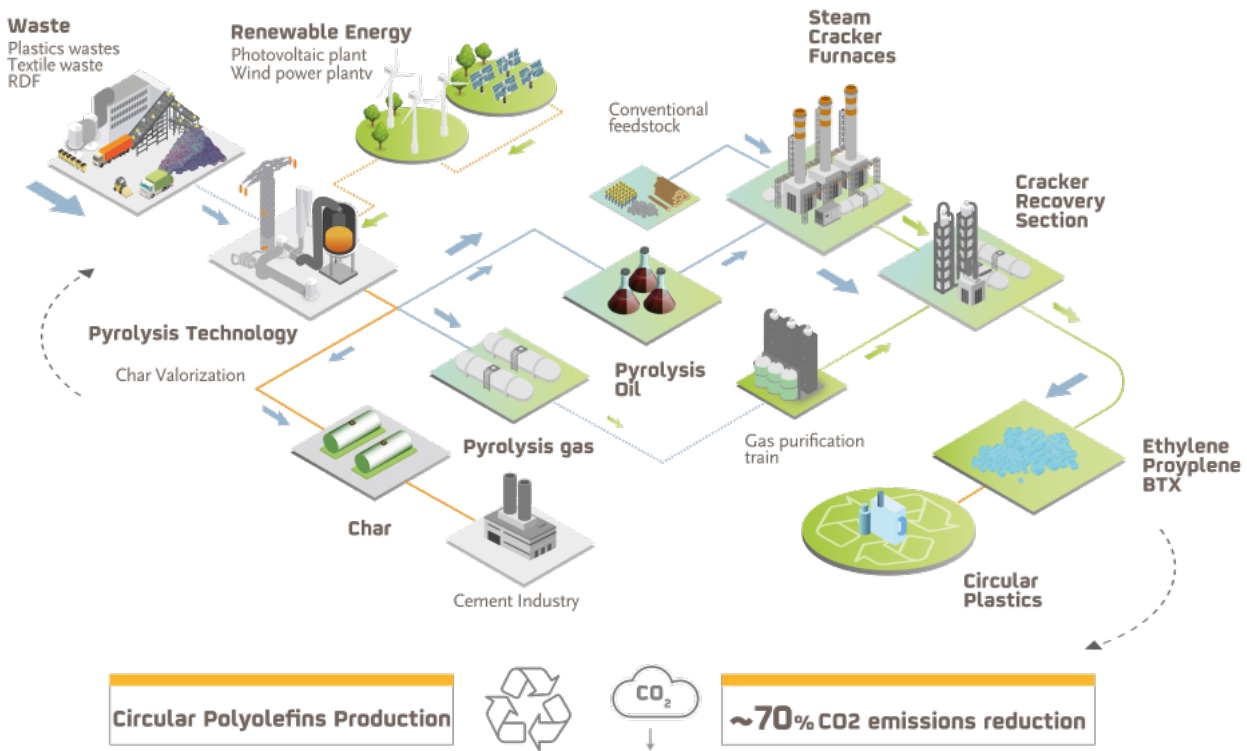 Waste
Plastics wastes
Textile waste
RDF
Renewable Energy
Photovoltaic plant
Wind power plantv
Steam
Cracker
Furnaces
Conventional
feedstock
Cracker
Recovery
Section
Pyrolysis Technology
Char Valorization
Pyrolysis
Oil
Pyrolysis gas
Gas purification
train
Ethylene
Proyplene
BTX
Char
Cement Industry
Circular
Plastics
Circular Polyolefins Production
CO2
~70% CO2 emissions reduction